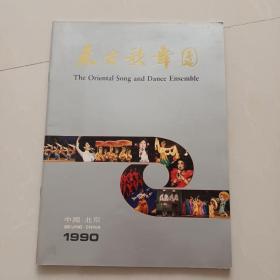 东方歌舞团
The Oriental Song and Dance Ensemble
中国·北京
BEIJING·CHINA
1990